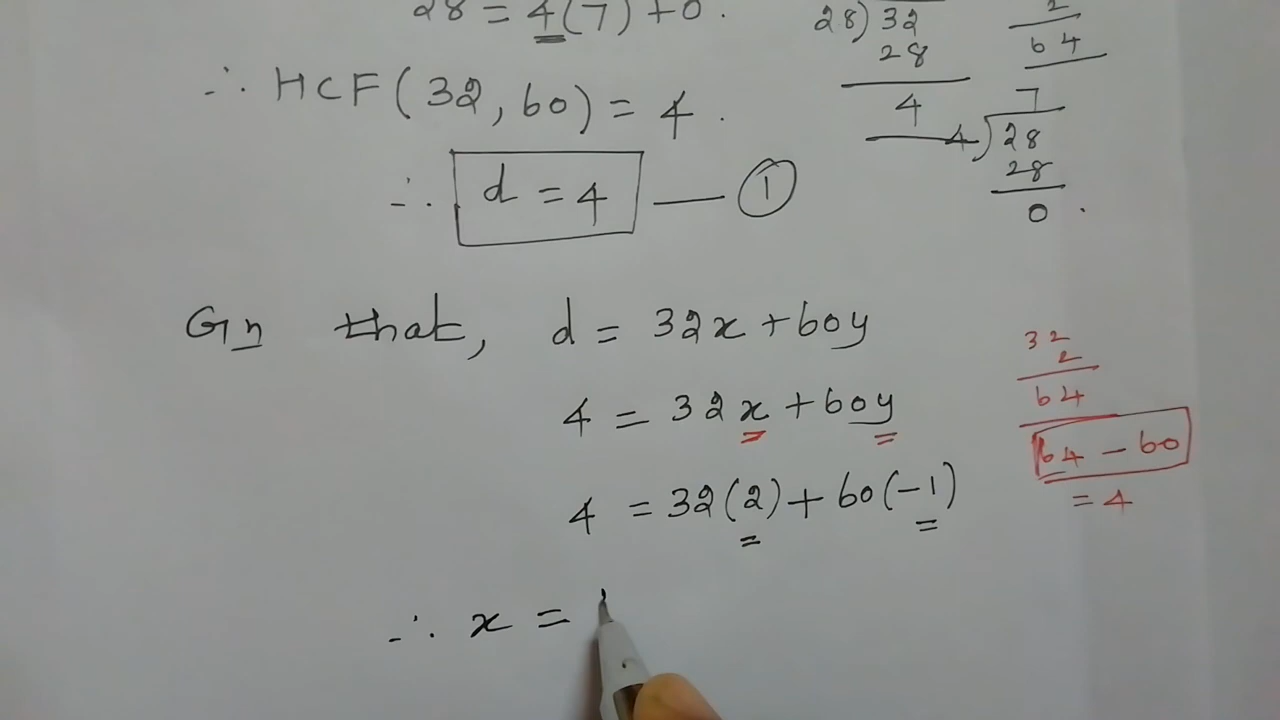 28 = 4(7) + 0.
∴ HCF(32, 60) = 4.
∴ d = 4 — ①
28) 32
28
4
2
64
7
4) 28
28
0.
Gn that, d = 32x + 60y
4 = 32x + 60y
4 = 32(2) + 60(-1)
∴ x =
32
2
64
64 - 60
= 4